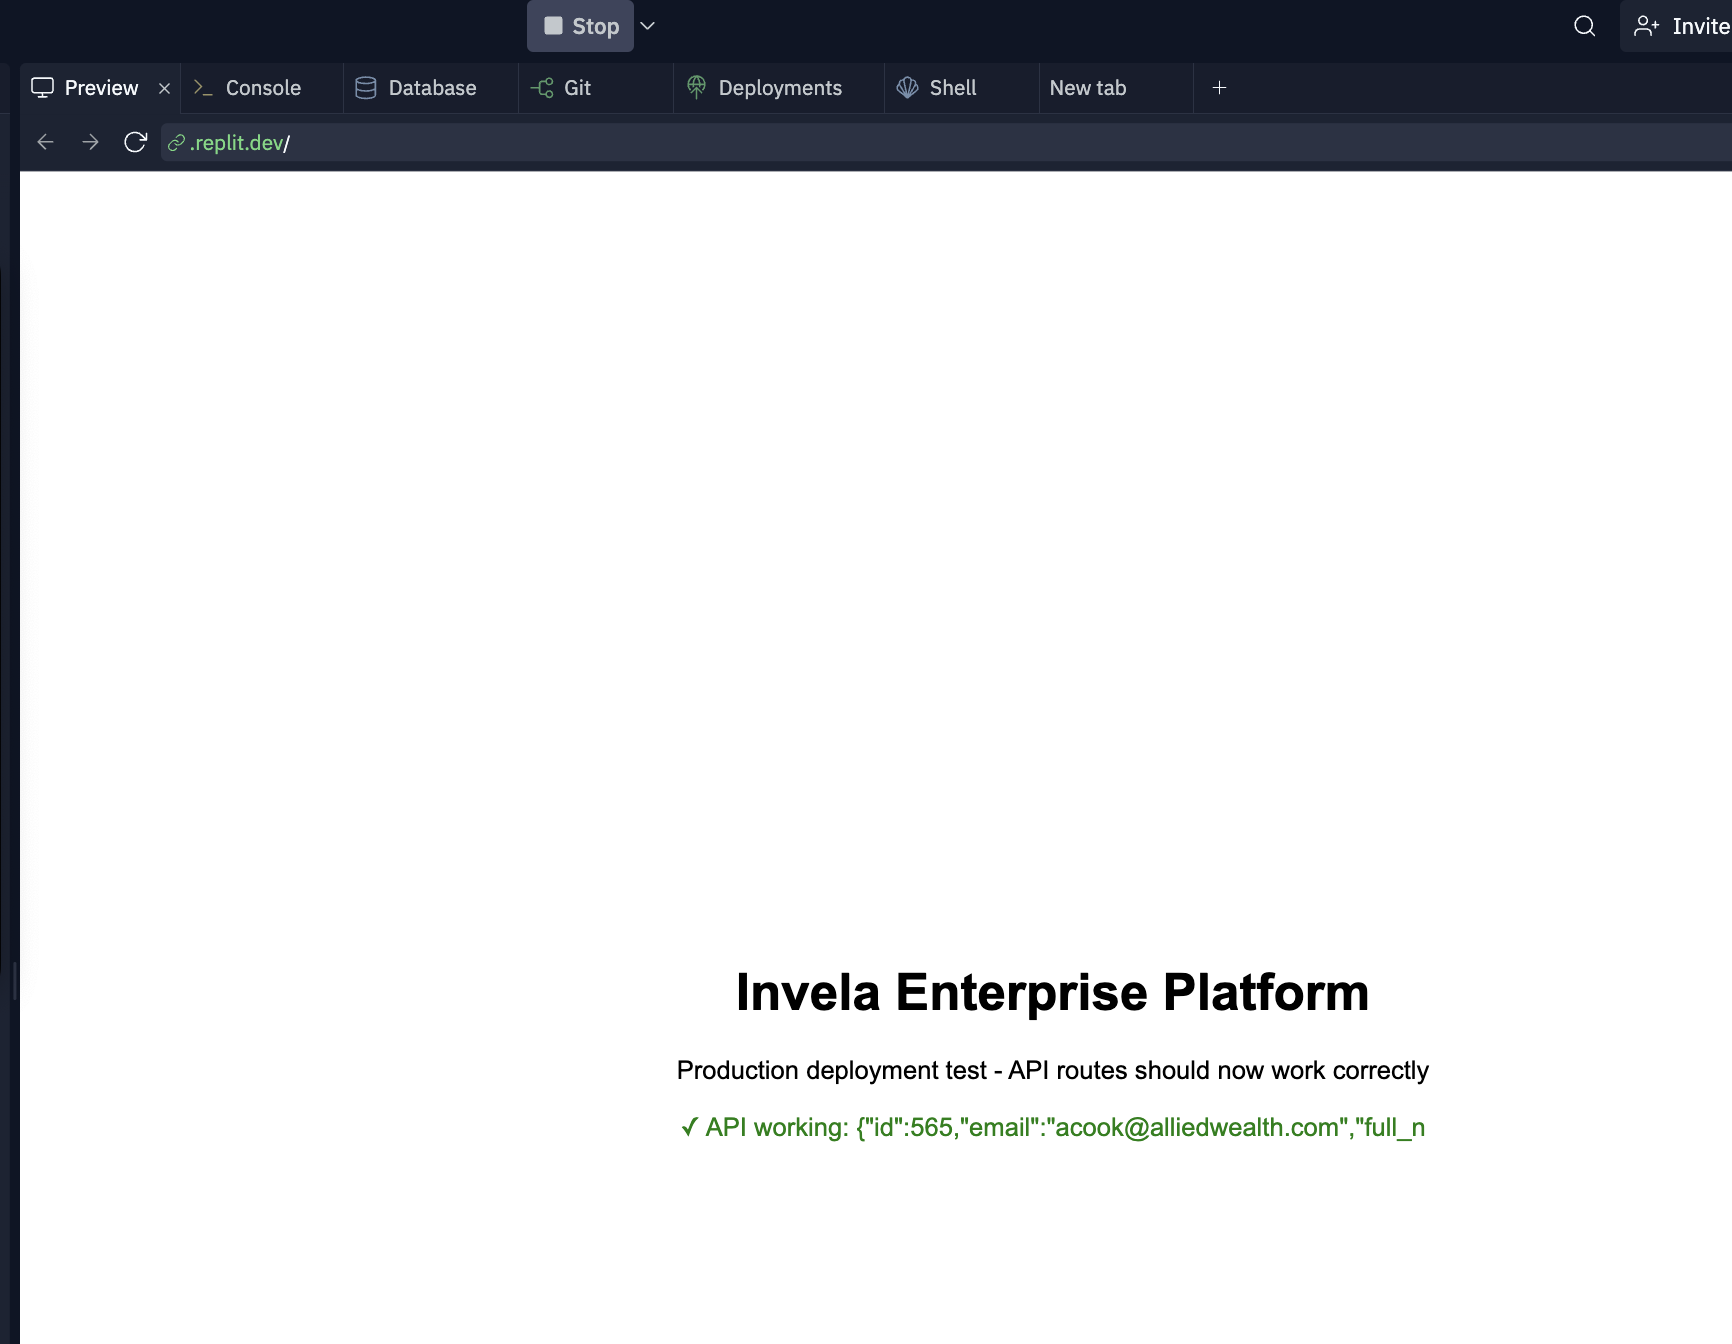 Stop
Invite
Preview
Console
Database
Git
Deployments
Shell
New tab
.replit.dev/
Invela Enterprise Platform
Production deployment test - API routes should now work correctly
✓ API working: {"id":565,"email":"acook@alliedwealth.com","full_n